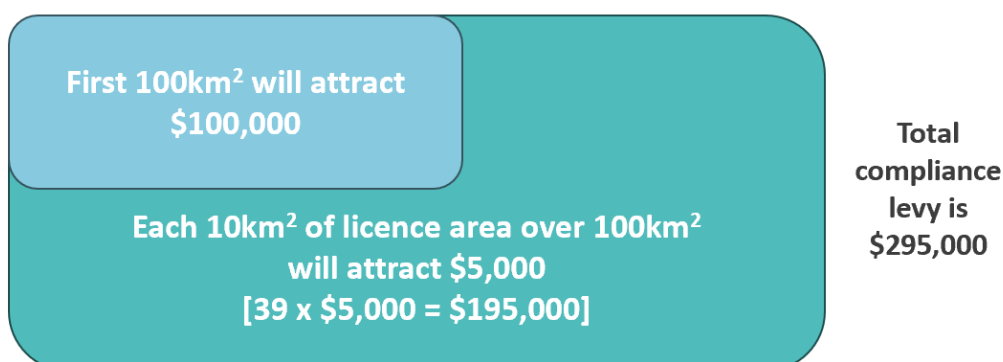 First 100km² will attract
$100,000
Each 10km² of licence area over 100km²
will attract $5,000
[39 x $5,000 = $195,000]
Total
compliance
levy is
$295,000